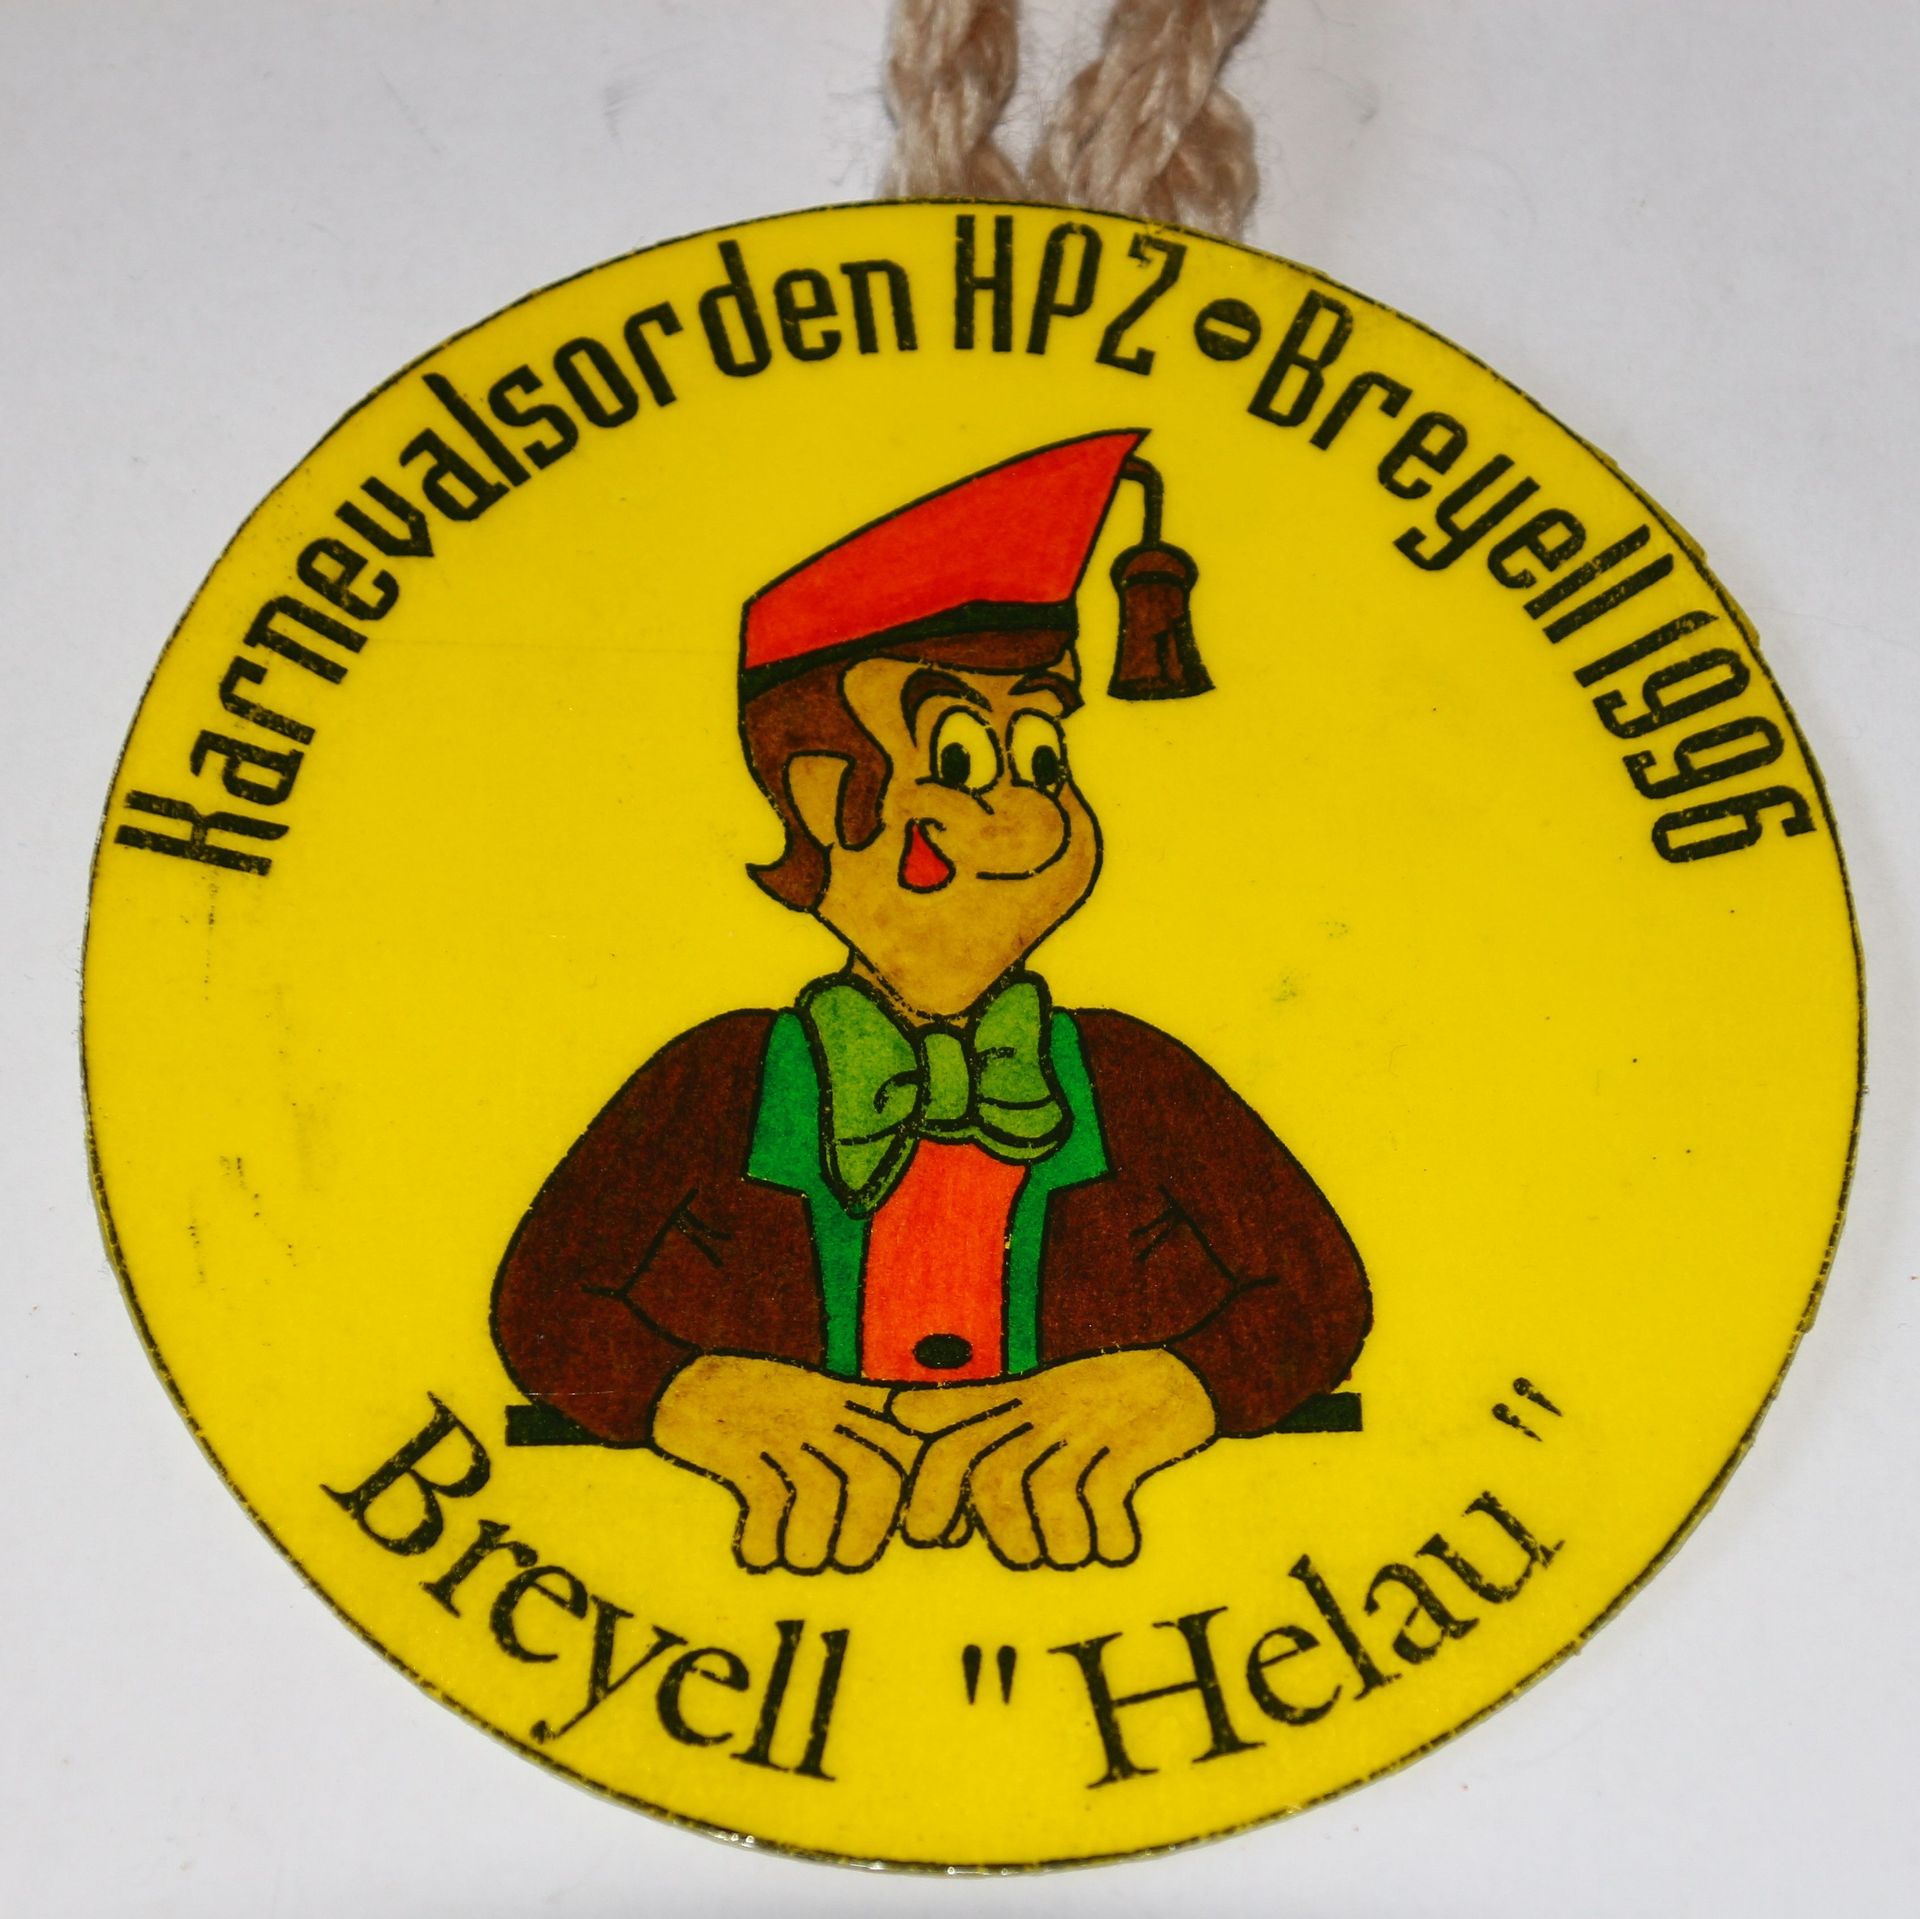 Karnevalsorden HPZ-Breyell 1996
Breyell "Helau"